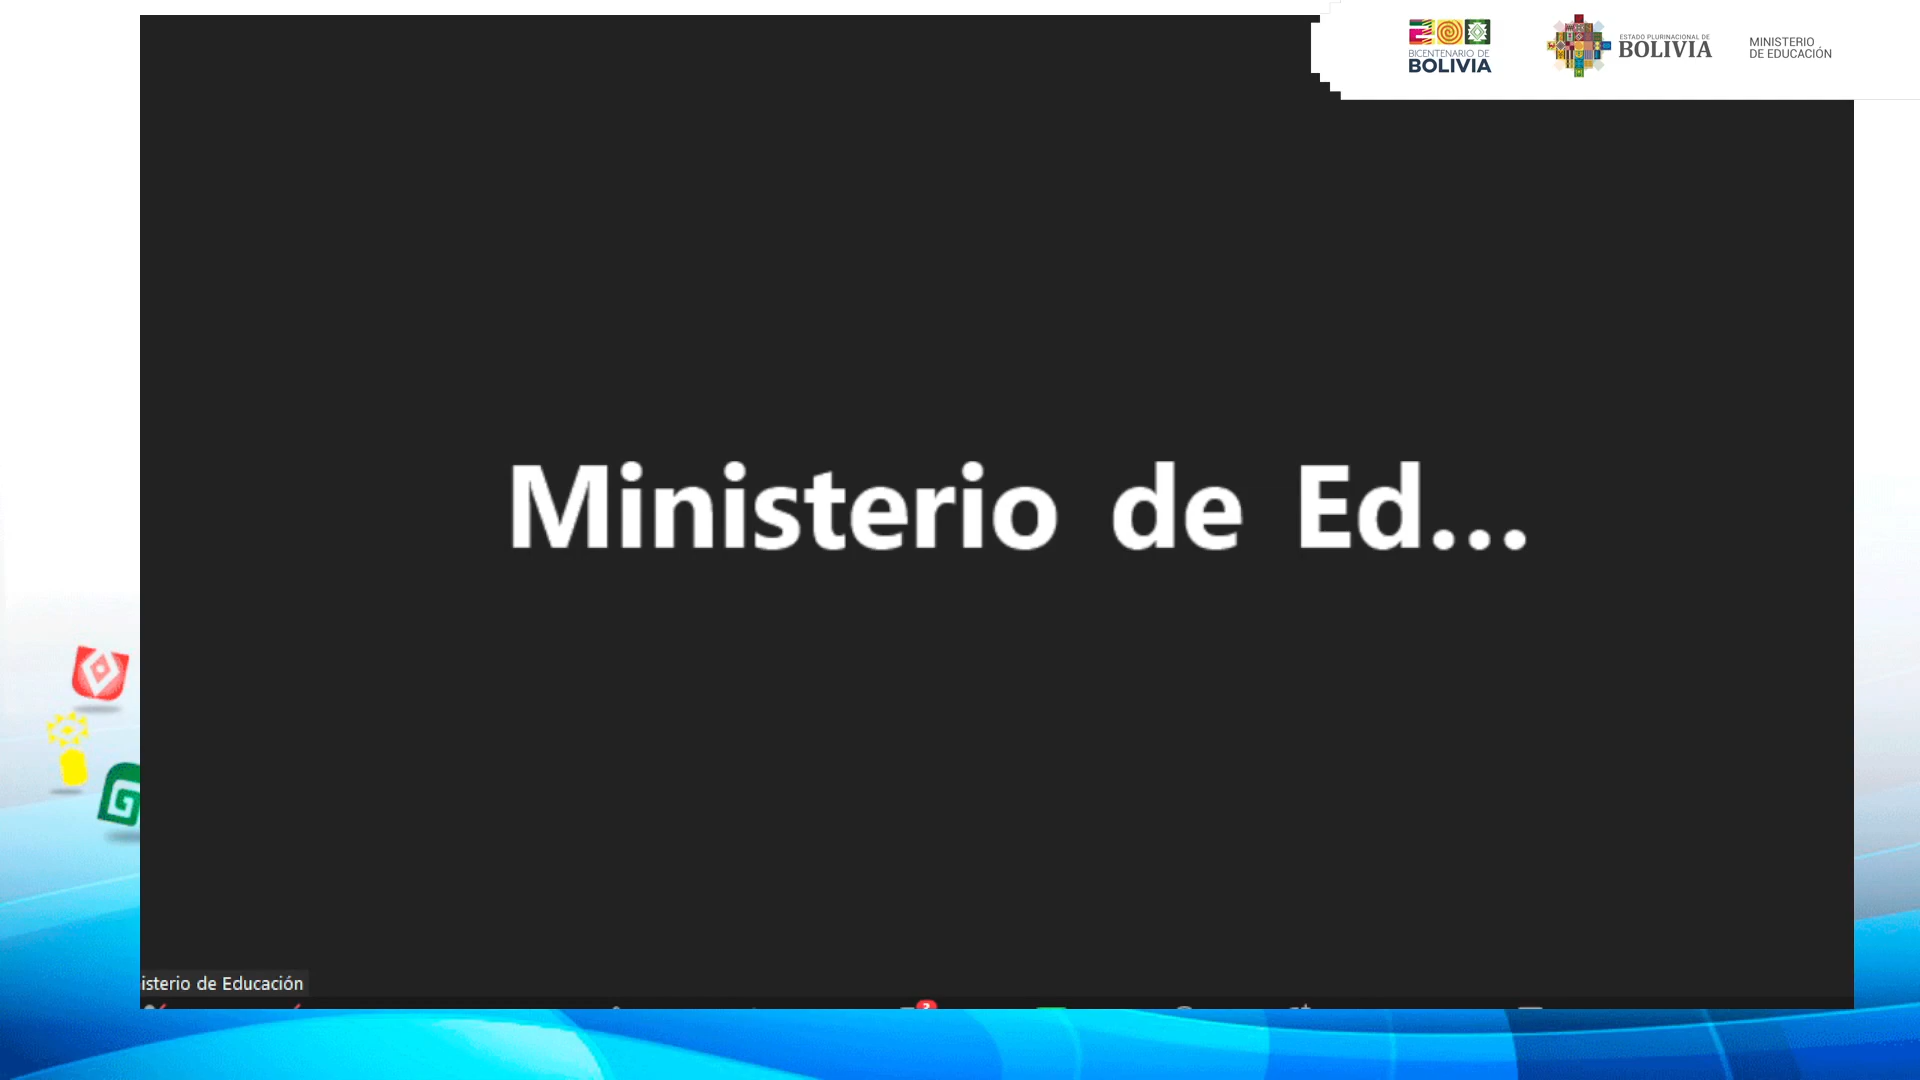 BICENTENARIO DE
BOLIVIA
ESTADO PLURINACIONAL DE
BOLIVIA
MINISTERIO
DE EDUCACIÓN
Ministerio de Ed...
isterio de Educación